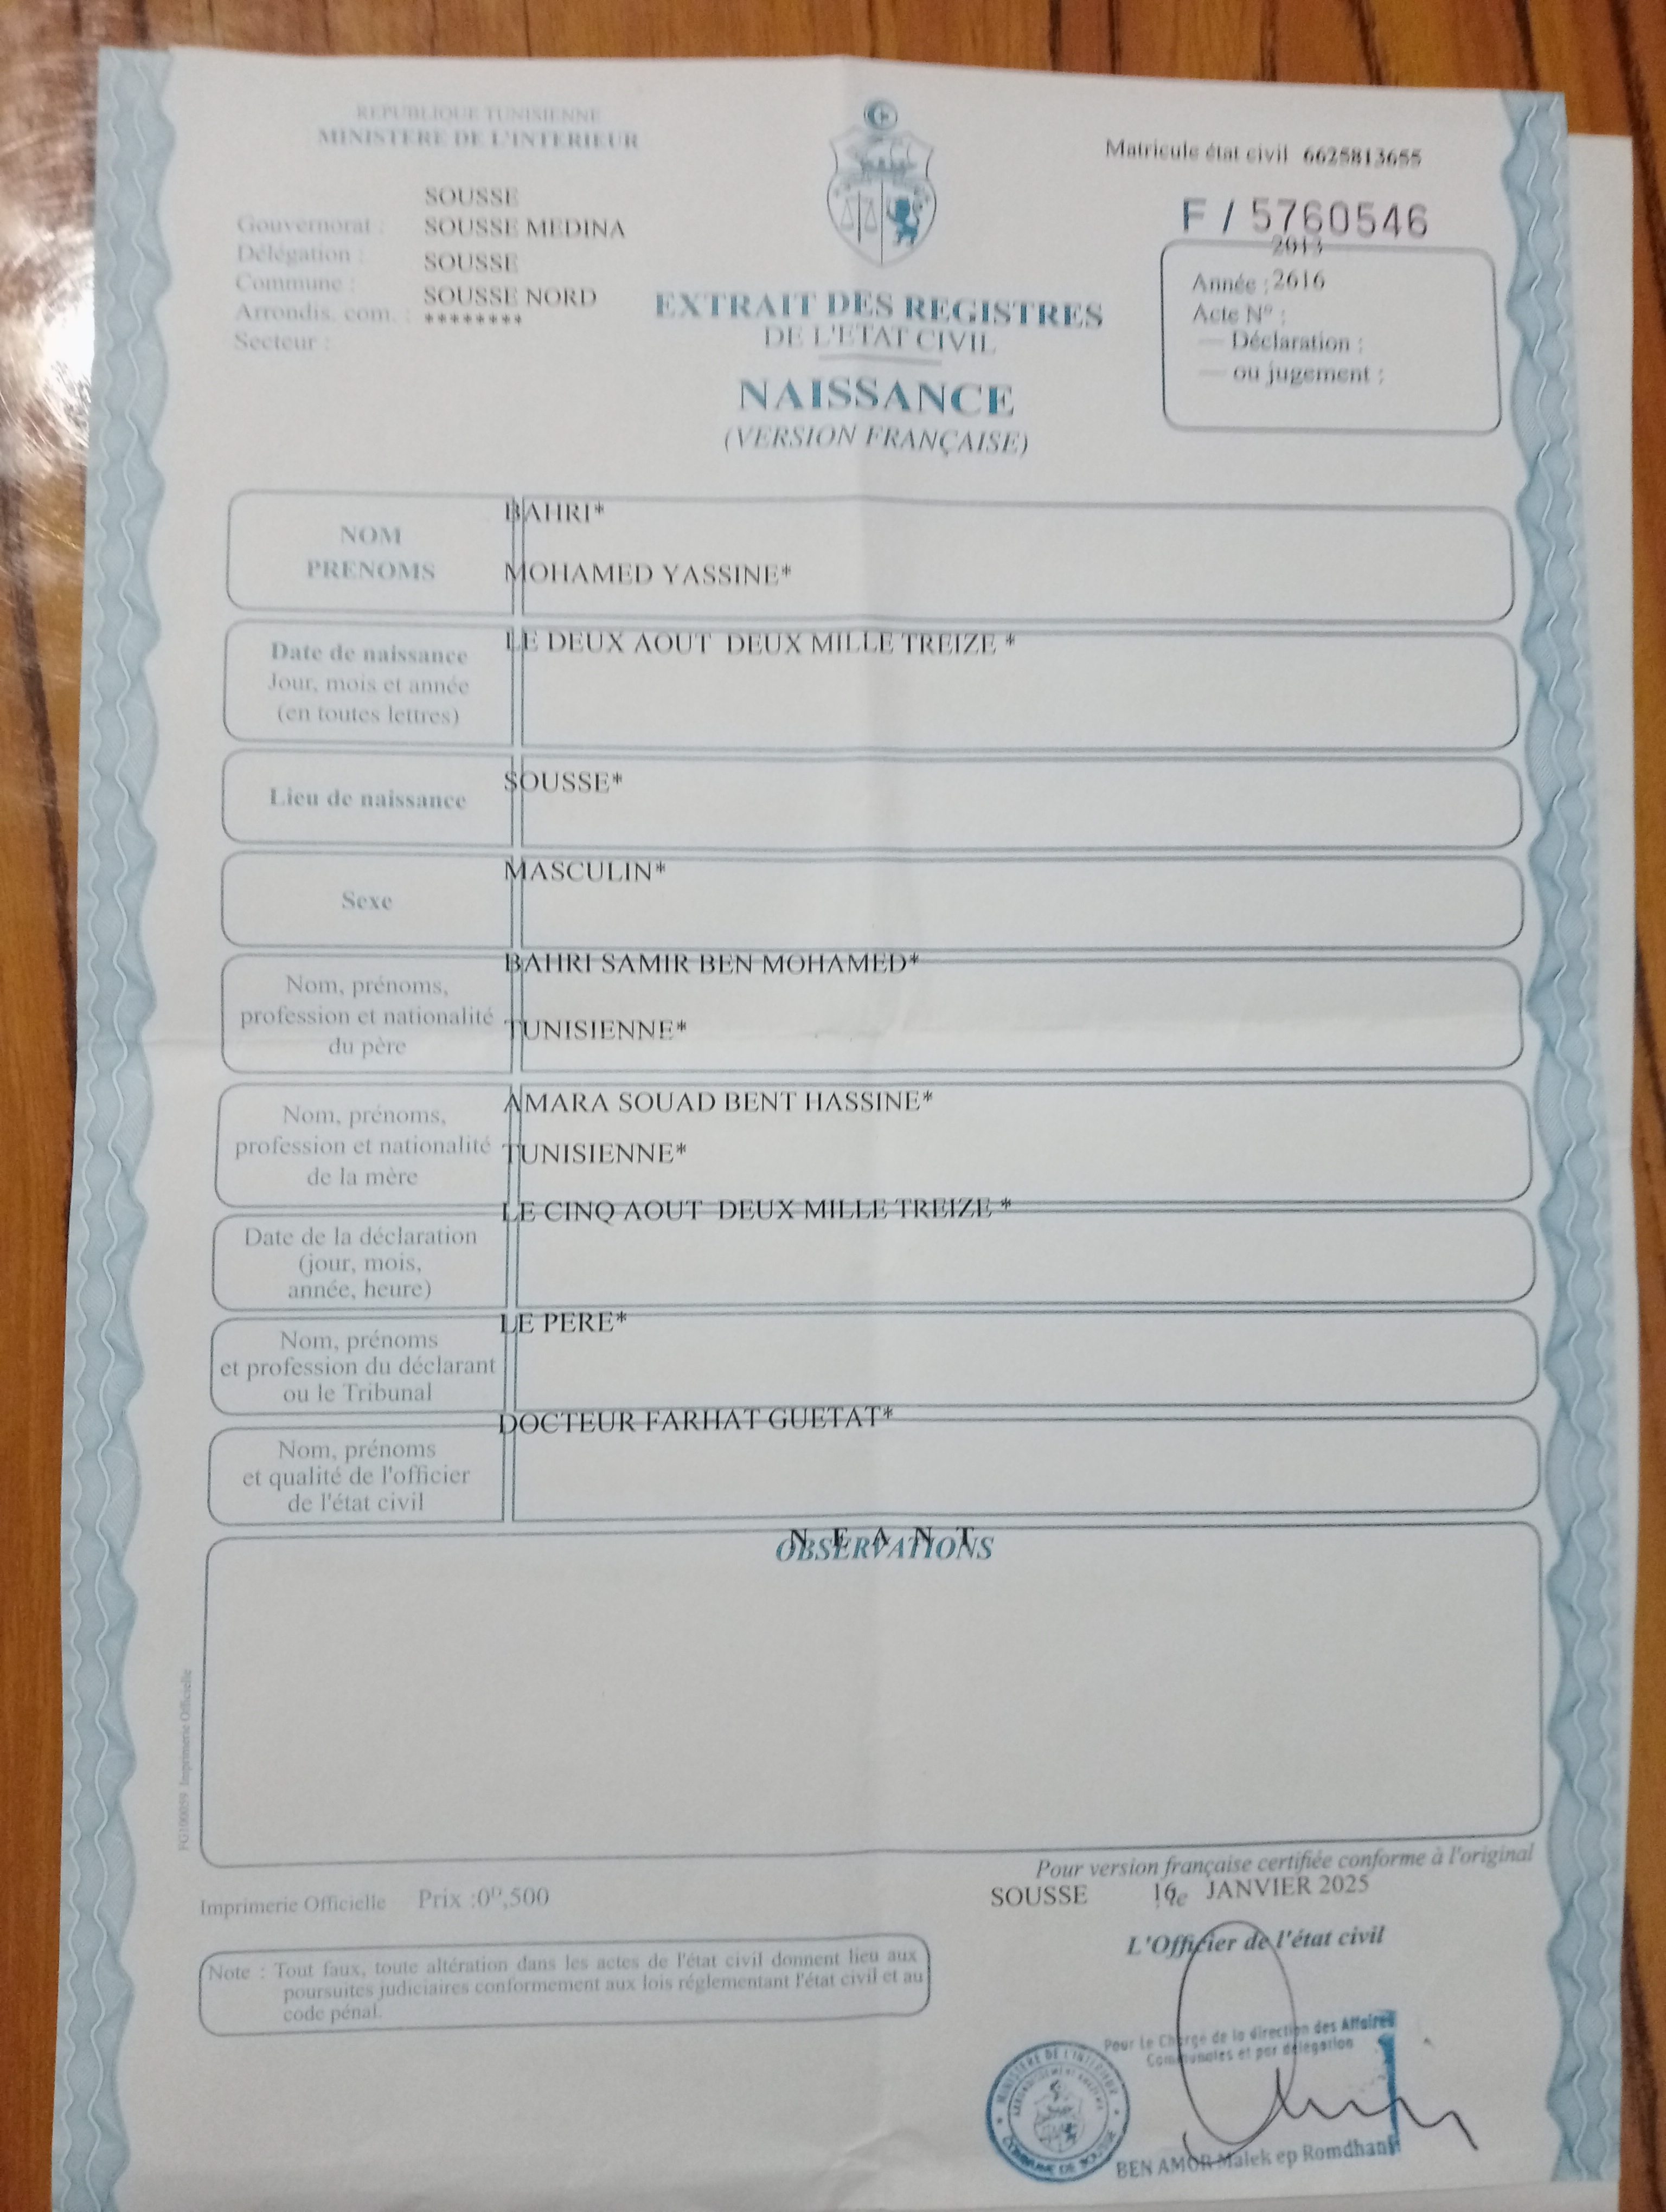 REPUBLIQUE TUNISIENNE
MINISTERE DE L'INTERIEUR
Matricule état civil 6625813655
F / 5760546
SOUSSE
Gouvernorat : SOUSSE MEDINA
Délégation : SOUSSE
Commune : SOUSSE NORD
Arrondis. com. : ********
Secteur :
2013
Année : 2616
Acte N° :
— Déclaration :
— ou jugement :
EXTRAIT DES REGISTRES
DE L'ETAT CIVIL
NAISSANCE
(VERSION FRANÇAISE)
NOM
PRENOMS
BAHRI*
MOHAMED YASSINE*
Date de naissance
Jour, mois et année
(en toutes lettres)
LE DEUX AOUT DEUX MILLE TREIZE *
Lieu de naissance
SOUSSE*
Sexe
MASCULIN*
Nom, prénoms,
profession et nationalité
du père
BAHRI SAMIR BEN MOHAMED*
TUNISIENNE*
Nom, prénoms,
profession et nationalité
de la mère
AMARA SOUAD BENT HASSINE*
TUNISIENNE*
Date de la déclaration
(jour, mois,
année, heure)
LE CINQ AOUT DEUX MILLE TREIZE *
Nom, prénoms
et profession du déclarant
ou le Tribunal
LE PERE*
Nom, prénoms
et qualité de l'officier
de l'état civil
DOCTEUR FARHAT GUETAT*
N E A N T
OBSERVATIONS
Imprimerie Officielle
Pour version française certifiée conforme à l'original
SOUSSE 16 JANVIER 2025
Imprimerie Officielle Prix :0ᴰ,500
L'Officier de l'état civil
Note : Tout faux, toute altération dans les actes de l'état civil donnent lieu aux
poursuites judiciaires conformement aux lois réglementant l'état civil et au
code pénal.
Pour Le Chargé de la direction des Affaires
Communales et par délégation
MINISTERE DE L'INTERIEUR
COMMUNE DE SOUSSE
BEN AMOR Malek ep Romdhani